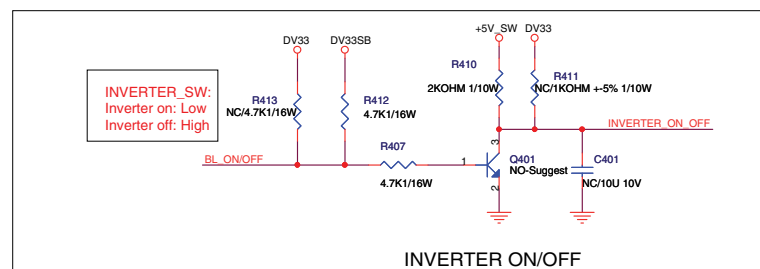 DV33
DV33SB
+5V_SW
DV33
INVERTER_SW:
Inverter on: Low
Inverter off: High
R413
NC/4.7K1/16W
R412
4.7K1/16W
R410
2KOHM 1/10W
R411
NC/1KOHM +-5% 1/10W
INVERTER_ON_OFF
BL_ON/OFF
R407
4.7K1/16W
1
3
2
Q401
NO-Suggest
C401
NC/10U 10V
INVERTER ON/OFF